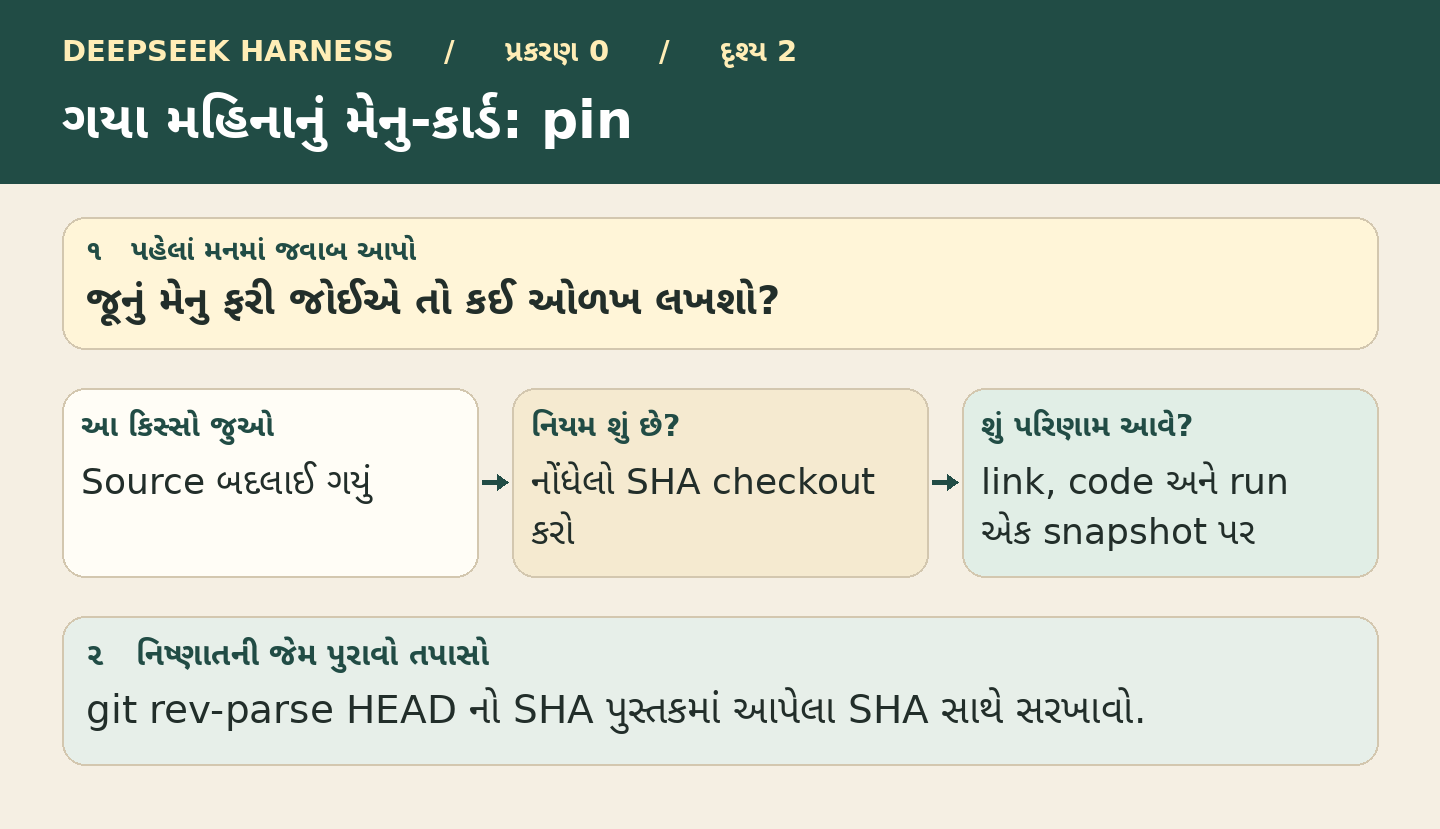 DEEPSEEK HARNESS / પ્રકરણ 0 / દૃશ્ય 2
ગયા મહિનાનું મેનુ-કાર્ડ: pin
૧ પહેલાં મનમાં જવાબ આપો
જૂનું મેનુ ફરી જોઈએ તો કઈ ઓળખ લખશો?
આ કિસ્સો જુઓ
Source બદલાઈ ગયું
નિયમ શું છે?
નોંધેલો SHA checkout
કરો
શું પરિણામ આવે?
link, code અને run
એક snapshot પર
૨ નિષ્ણાતની જેમ પુરાવો તપાસો
git rev-parse HEAD નો SHA પુસ્તકમાં આપેલા SHA સાથે સરખાવો.